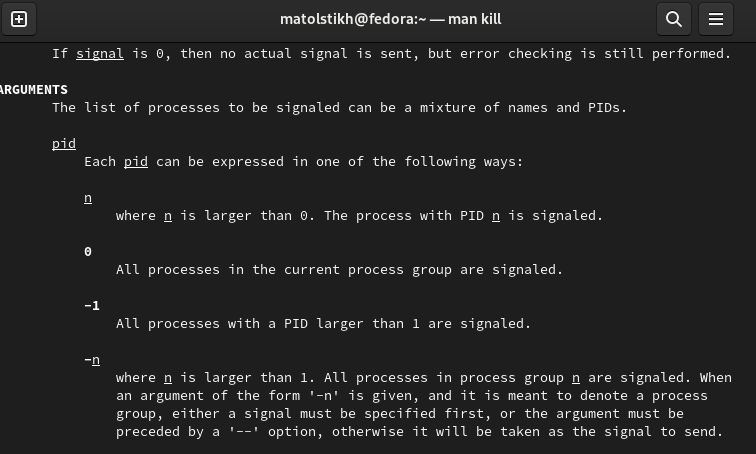 matolstikh@fedora:~ — man kill
If signal is 0, then no actual signal is sent, but error checking is still performed.
ARGUMENTS
The list of processes to be signaled can be a mixture of names and PIDs.
pid
Each pid can be expressed in one of the following ways:
n
where n is larger than 0. The process with PID n is signaled.
0
All processes in the current process group are signaled.
-1
All processes with a PID larger than 1 are signaled.
-n
where n is larger than 1. All processes in process group n are signaled. When
an argument of the form '-n' is given, and it is meant to denote a process
group, either a signal must be specified first, or the argument must be
preceded by a '--' option, otherwise it will be taken as the signal to send.